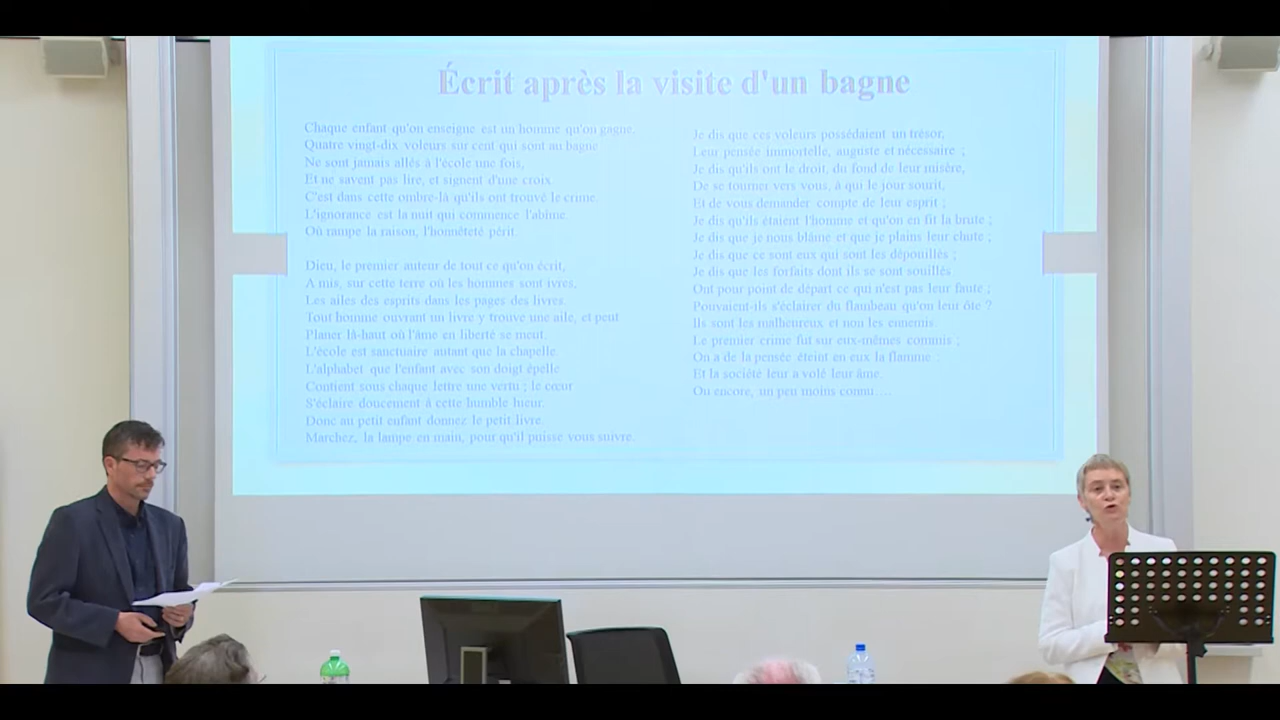 Écrit après la visite d'un bagne
Chaque enfant qu'on enseigne est un homme qu'on gagne.
Quatre vingt-dix voleurs sur cent qui sont au bagne
Ne sont jamais allés à l'école une fois,
Et ne savent pas lire, et signent d'une croix.
C'est dans cette ombre-là qu'ils ont trouvé le crime.
L'ignorance est la nuit qui commence l'abîme.
Où rampe la raison, l'honnêteté périt.
Dieu, le premier auteur de tout ce qu'on écrit,
A mis, sur cette terre où les hommes sont ivres,
Les ailes des esprits dans les pages des livres.
Tout homme ouvrant un livre y trouve une aile, et peut
Planer là-haut où l'âme en liberté se meut.
L'école est sanctuaire autant que la chapelle.
L'alphabet que l'enfant avec son doigt épelle
Contient sous chaque lettre une vertu ; le cœur
S'éclaire doucement à cette humble lueur.
Donc au petit enfant donnez le petit livre.
Marchez, la lampe en main, pour qu'il puisse vous suivre.
Je dis que ces voleurs possédaient un trésor,
Leur pensée immortelle, auguste et nécessaire ;
Je dis qu'ils ont le droit, du fond de leur misère,
De se tourner vers vous, à qui le jour sourit,
Et de vous demander compte de leur esprit ;
Je dis qu'ils étaient l'homme et qu'on en fit la brute ;
Je dis que je nous blâme et que je plains leur chute ;
Je dis que ce sont eux qui sont les dépouillés ;
Je dis que les forfaits dont ils se sont souillés
Ont pour point de départ ce qui n'est pas leur faute ;
Pouvaient-ils s'éclairer du flambeau qu'on leur ôte ?
Ils sont les malheureux et non les ennemis.
Le premier crime fut sur eux-mêmes commis ;
On a de la pensée éteint en eux la flamme :
Et la société leur a volé leur âme.
Ou encore, un peu moins connu….